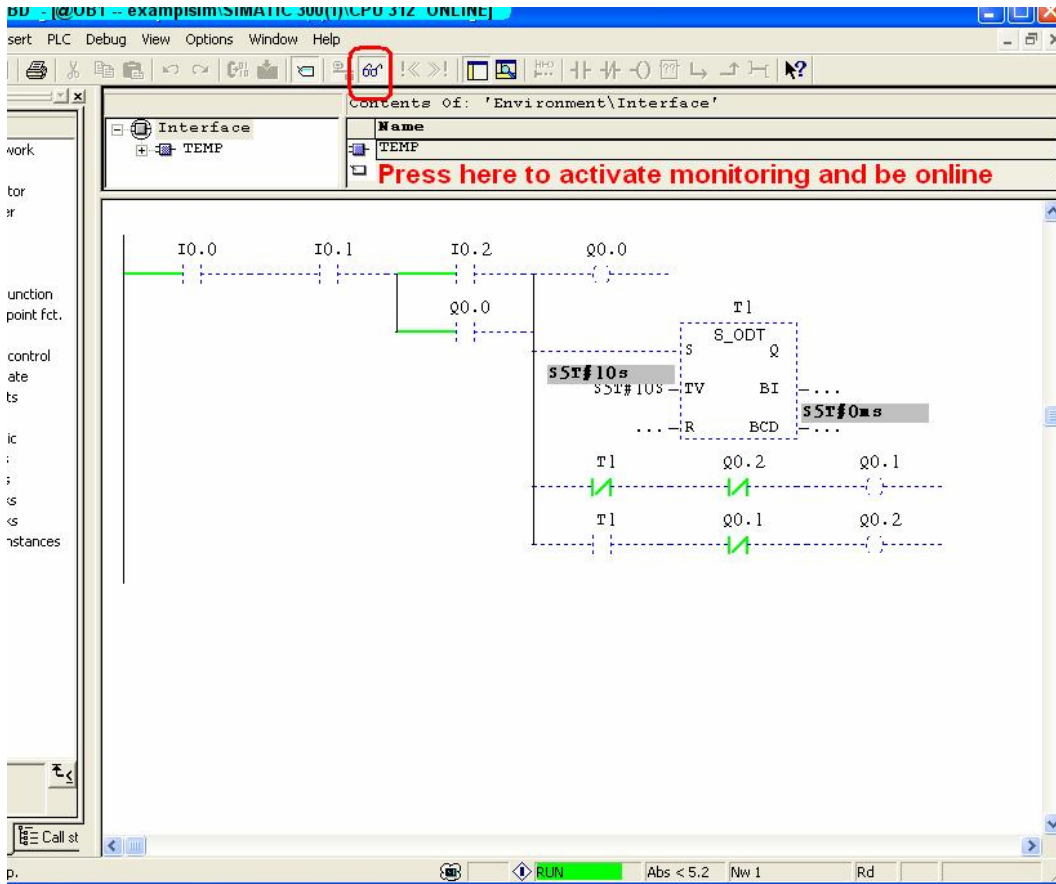 BD - [@OB1 -- examplsim\SIMATIC 300(1)\CPU 312 ONLINE]
sert PLC Debug View Options Window Help
Contents Of: 'Environment\Interface'
Interface
Name
TEMP
TEMP
Press here to activate monitoring and be online
work
tor
er
unction
point fct.
control
ate
ts
ic
s
ks
ks
nstances
I0.0 I0.1 I0.2 Q0.0
Q0.0
T1
S_ODT
S Q
S5T#10s
S5T#10S TV BI ...
S5T#0ms
... R BCD ...
T1 Q0.2 Q0.1
T1 Q0.1 Q0.2
Call st
p.
RUN Abs < 5.2 Nw 1 Rd